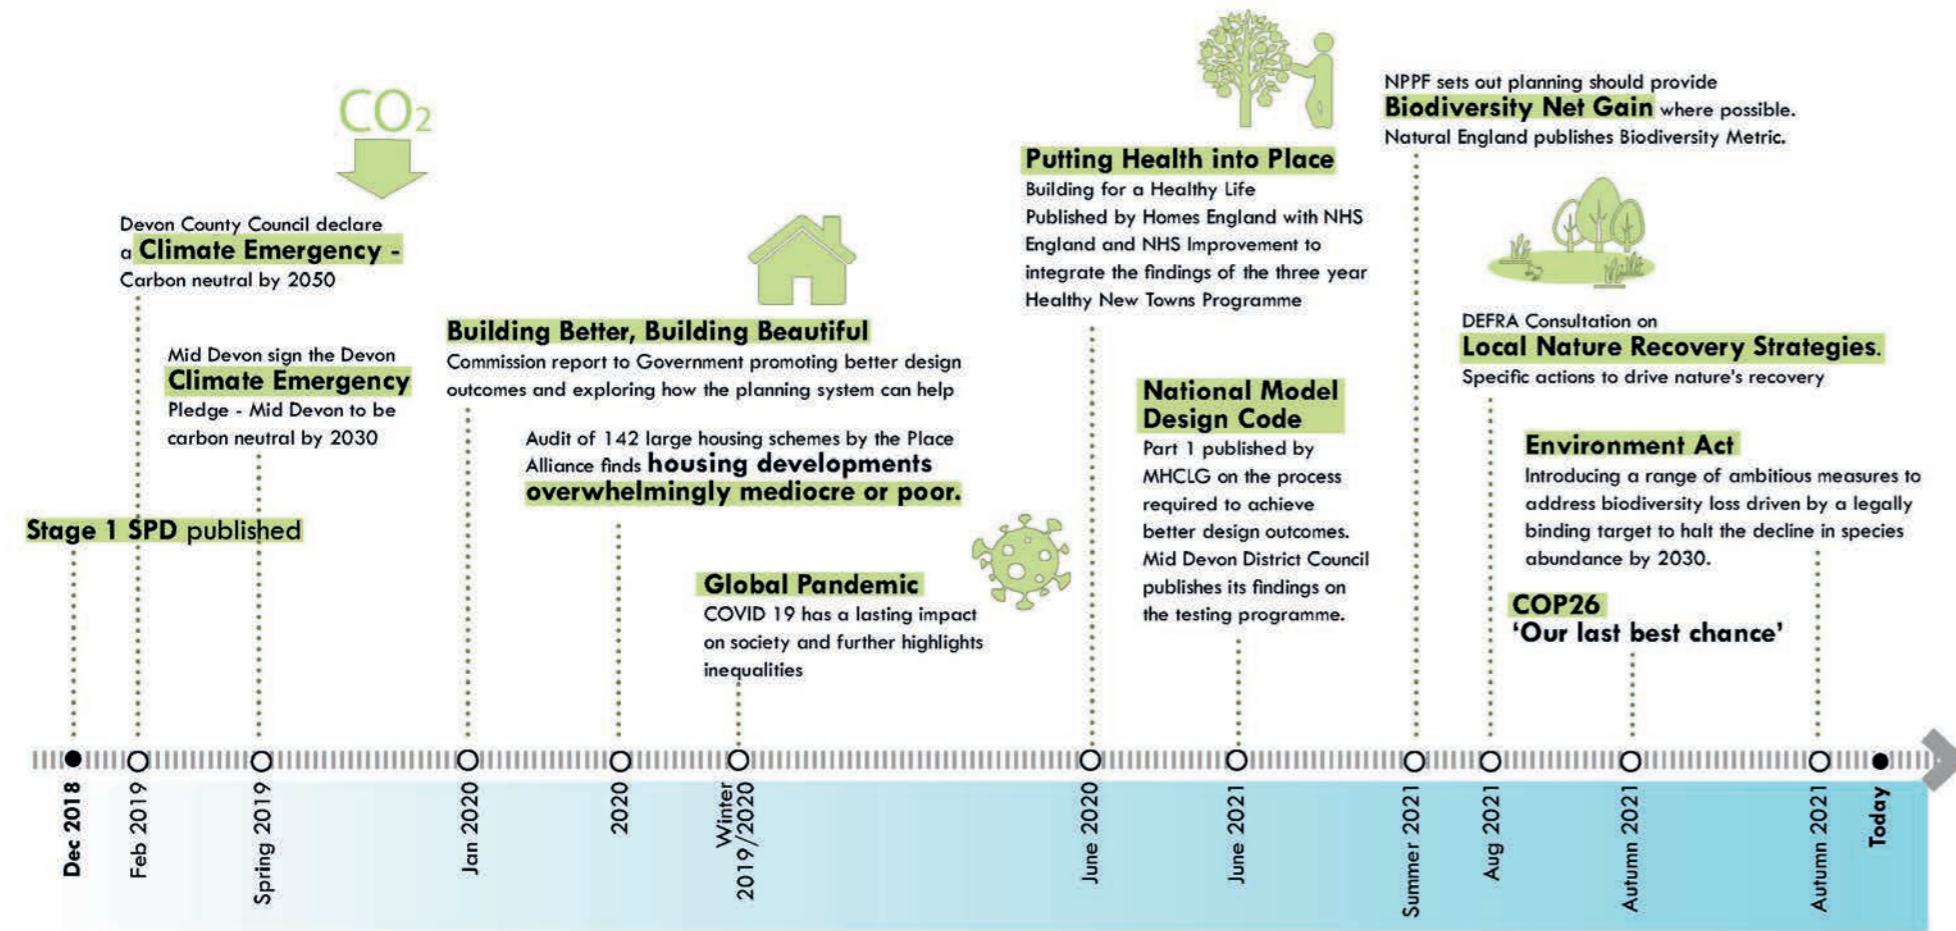 CO2
Devon County Council declare
a Climate Emergency -
Carbon neutral by 2050
Mid Devon sign the Devon
Climate Emergency
Pledge - Mid Devon to be
carbon neutral by 2030
Stage 1 SPD published
Building Better, Building Beautiful
Commission report to Government promoting better design
outcomes and exploring how the planning system can help
Audit of 142 large housing schemes by the Place
Alliance finds housing developments
overwhelmingly mediocre or poor.
Global Pandemic
COVID 19 has a lasting impact
on society and further highlights
inequalities
Putting Health into Place
Building for a Healthy Life
Published by Homes England with NHS
England and NHS Improvement to
integrate the findings of the three year
Healthy New Towns Programme
National Model
Design Code
Part 1 published by
MHCLG on the process
required to achieve
better design outcomes.
Mid Devon District Council
publishes its findings on
the testing programme.
NPPF sets out planning should provide
Biodiversity Net Gain where possible.
Natural England publishes Biodiversity Metric.
DEFRA Consultation on
Local Nature Recovery Strategies.
Specific actions to drive nature's recovery
Environment Act
Introducing a range of ambitious measures to
address biodiversity loss driven by a legally
binding target to halt the decline in species
abundance by 2030.
COP26
‘Our last best chance’
Dec 2018
Feb 2019
Spring 2019
Jan 2020
2020
Winter
2019/2020
June 2020
June 2021
Summer 2021
Aug 2021
Autumn 2021
Autumn 2021
Today